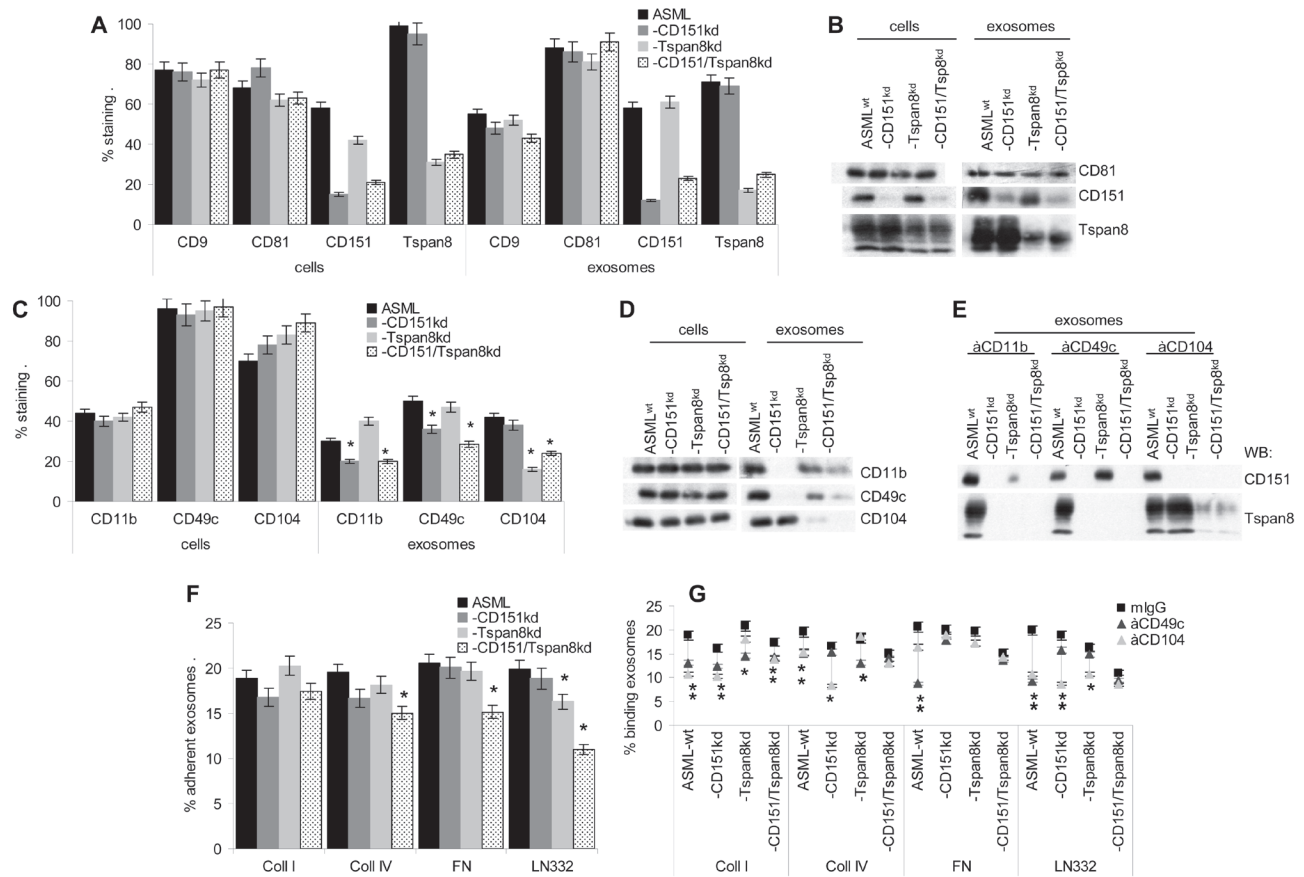 A
ASML
-CD151kd
-Tspan8kd
-CD151/Tspan8kd
% staining .
100
80
60
40
20
0
CD9 CD81 CD151 Tspan8 CD9 CD81 CD151 Tspan8
cells exosomes
B
cells exosomes
ASMLwt -CD151kd -Tspan8kd -CD151/Tsp8kd ASMLwt -CD151kd -Tspan8kd -CD151/Tsp8kd
CD81
CD151
Tspan8
C
ASML
-CD151kd
-Tspan8kd
-CD151/Tspan8kd
% staining .
100
80
60
40
20
0
* * * * * *
CD11b CD49c CD104 CD11b CD49c CD104
cells exosomes
D
cells exosomes
ASMLwt -CD151kd -Tspan8kd -CD151/Tsp8kd ASMLwt -CD151kd -Tspan8kd -CD151/Tsp8kd
CD11b
CD49c
CD104
E
exosomes
àCD11b àCD49c àCD104
ASMLwt -CD151kd -Tspan8kd -CD151/Tsp8kd ASMLwt -CD151kd -Tspan8kd -CD151/Tsp8kd ASMLwt -CD151kd -Tspan8kd -CD151/Tsp8kd
WB:
CD151
Tspan8
F
ASML
-CD151kd
-Tspan8kd
-CD151/Tspan8kd
% adherent exosomes .
25
20
15
10
5
0
* * * *
Coll I Coll IV FN LN332
G
mIgG
àCD49c
àCD104
% binding exosomes
25
20
15
10
5
0
* * * * * * * * * * * * * * * * * *
ASML-wt -CD151kd -Tspan8kd -CD151/Tspan8kd ASML-wt -CD151kd -Tspan8kd -CD151/Tspan8kd ASML-wt -CD151kd -Tspan8kd -CD151/Tspan8kd ASML-wt -CD151kd -Tspan8kd -CD151/Tspan8kd
Coll I Coll IV FN LN332